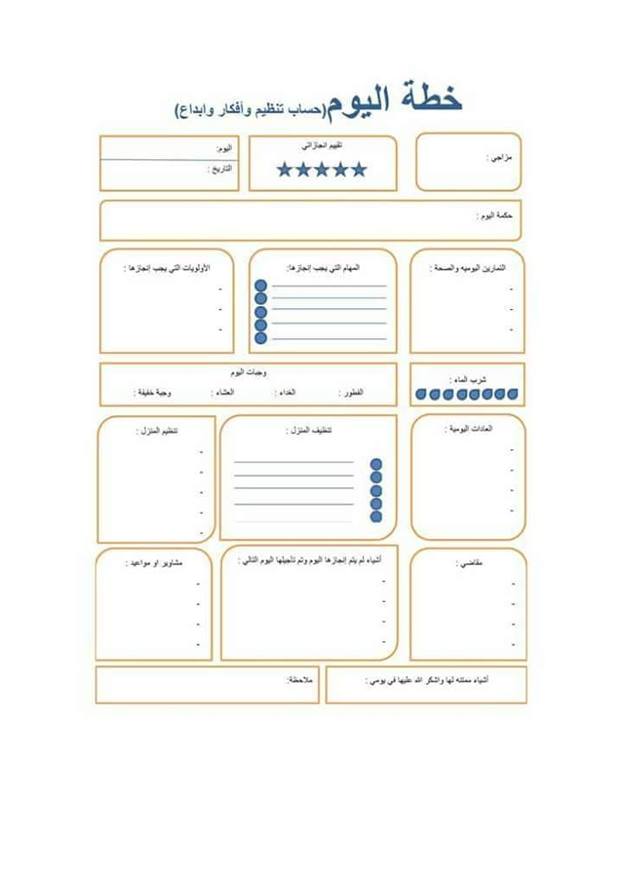 خطة اليوم(حساب تنظيم وأفكار وابداع)
مزاجي :
تقييم انجازاتي
اليوم:
التاريخ :
حكمة اليوم :
التمارين اليوميه والصحة :
-
-
-
المهام التي يجب إنجازها:
الأولويات التي يجب إنجازها :
-
-
-
شرب الماء :
وجبات اليوم
الفطور : الغداء : العشاء : وجبة خفيفة :
العادات اليومية :
-
-
-
-
تنظيف المنزل :
تنظيم المنزل :
-
-
-
-
-
مقاضي :
-
-
-
-
أشياء لم يتم إنجازها اليوم وتم تأجيلها اليوم التالي :
-
-
-
-
مشاوير او مواعيد :
-
-
-
-
أشياء ممتنه لها واشكر الله عليها في يومي :
ملاحظة: